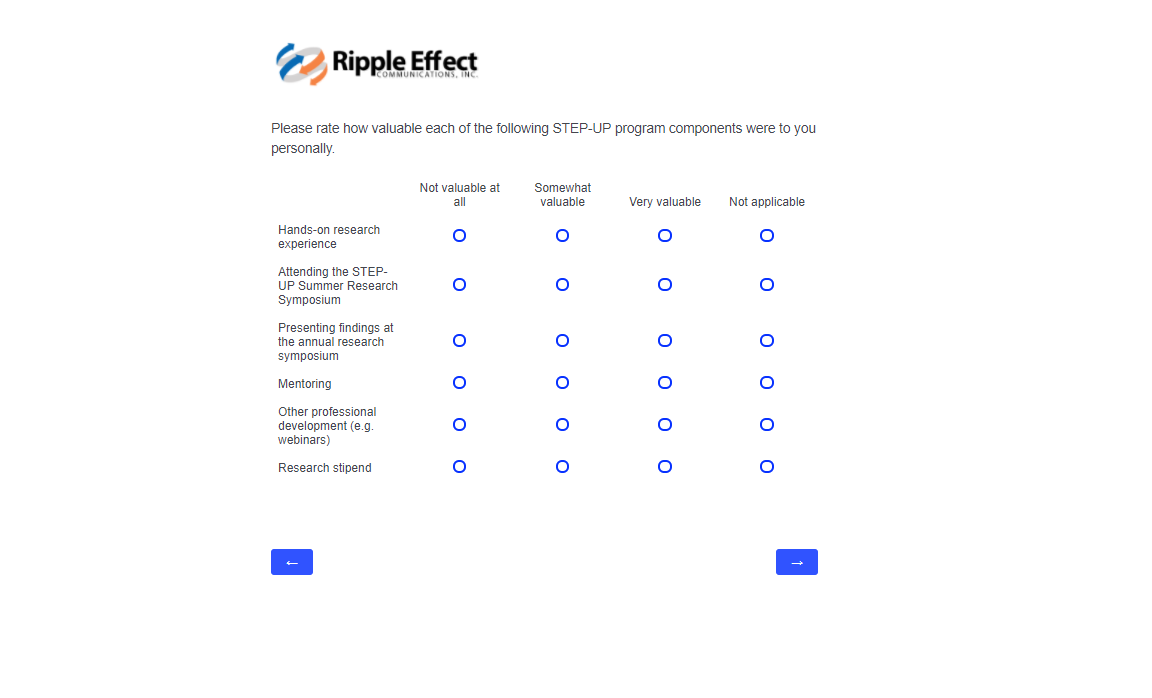 Ripple Effect
COMMUNICATIONS, INC.
Please rate how valuable each of the following STEP-UP program components were to you
personally.
Not valuable at
all
Somewhat
valuable
Very valuable
Not applicable
Hands-on research
experience
Attending the STEP-
UP Summer Research
Symposium
Presenting findings at
the annual research
symposium
Mentoring
Other professional
development (e.g.
webinars)
Research stipend
← →